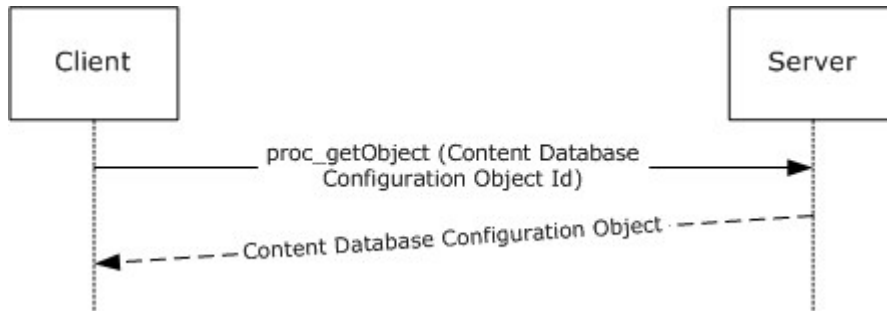 Client
Server
proc_getObject (Content Database
Configuration Object Id)
Content Database Configuration Object